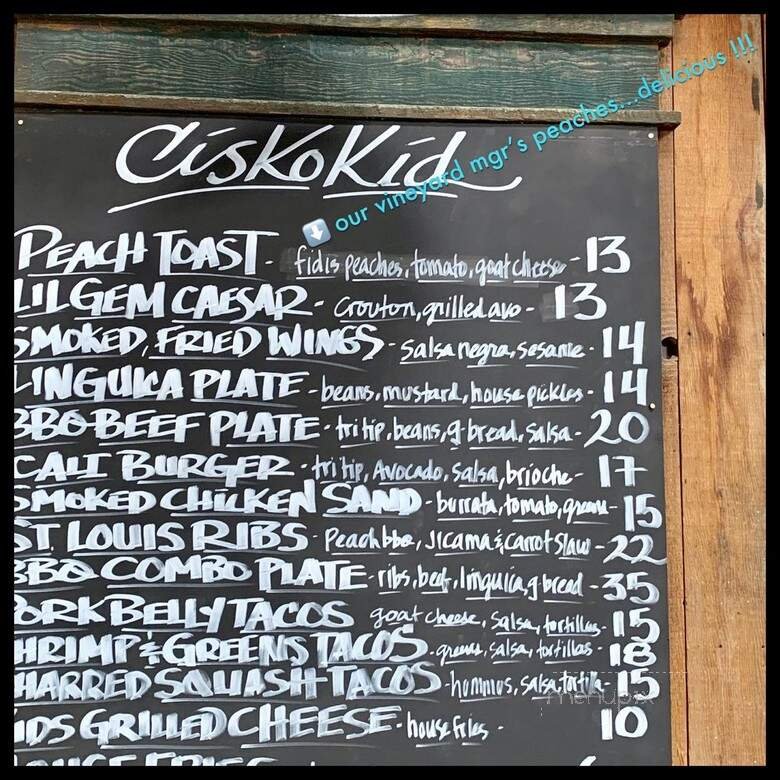 CiskoKid
⬇ our vineyard mgr's peaches...delicious !!!
PEACH TOAST - fidis peaches, tomato, goat cheese - 13
LIL GEM CAESAR - Crouton, grilled avo - 13
SMOKED, FRIED WINGS - salsa negra, sesame - 14
LINGUICA PLATE - beans, mustard, house pickles - 14
BBQ BEEF PLATE - tri tip, beans, g bread, salsa - 20
CALI BURGER - tri tip, Avocado, salsa, brioche - 17
SMOKED CHICKEN SAND - burrata, tomato, greens - 15
ST. LOUIS RIBS - Peach bbq, Jicama & carrot slaw - 22
BBQ COMBO PLATE - ribs, beef, linguica, g bread - 35
PORK BELLY TACOS goat cheese, salsa, tortillas - 15
HRIMP & GREENS TACOS - greens, salsa, tortillas - 18
HARRED SQUASH TACOS - hummus, salsa, tortilla - 15
IDS GRILLED CHEESE - house fries - 10
menupix